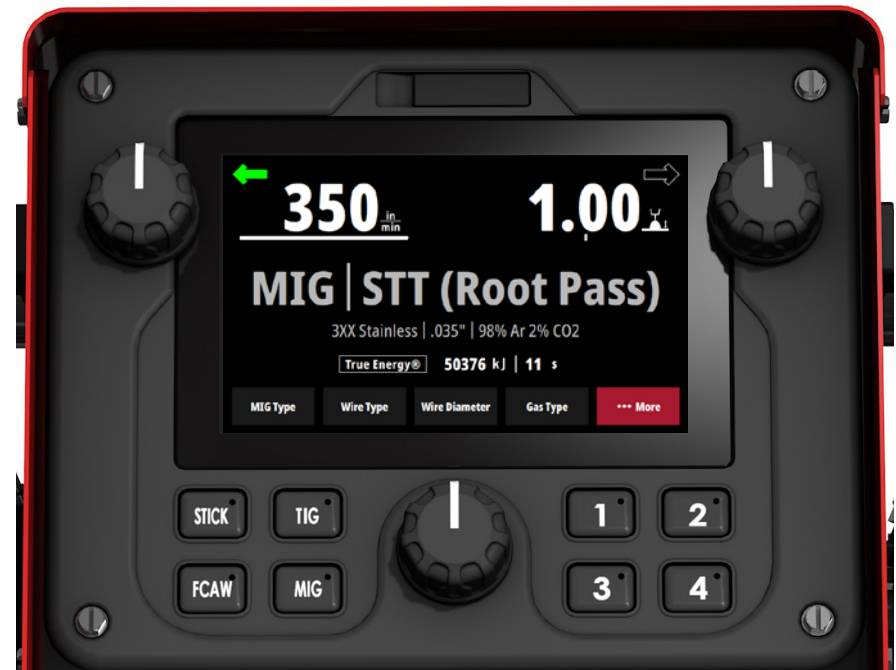 350 in/min 1.00
MIG | STT (Root Pass)
3XX Stainless | .035" | 98% Ar 2% CO2
True Energy® 50376 kJ | 11 s
MIG Type Wire Type Wire Diameter Gas Type ••• More
STICK TIG 1 2
FCAW MIG 3 4